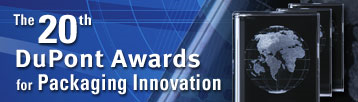 The 20th
DuPont Awards
for Packaging Innovation